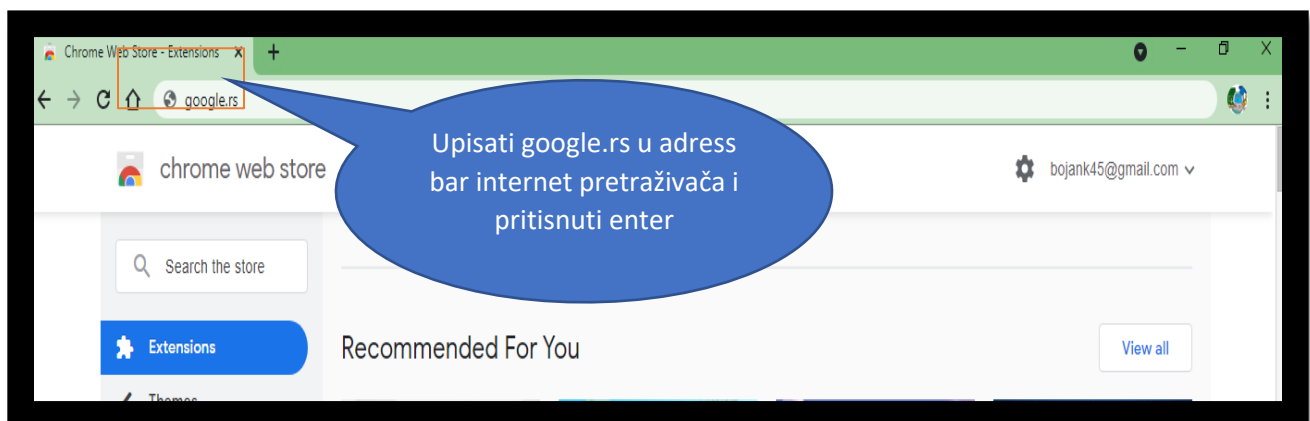 Chrome Web Store - Extensions
google.rs
chrome web store
bojank45@gmail.com
Upisati google.rs u adress
bar internet pretraživača i
pritisnuti enter
Search the store
Extensions
Recommended For You
View all
Themes